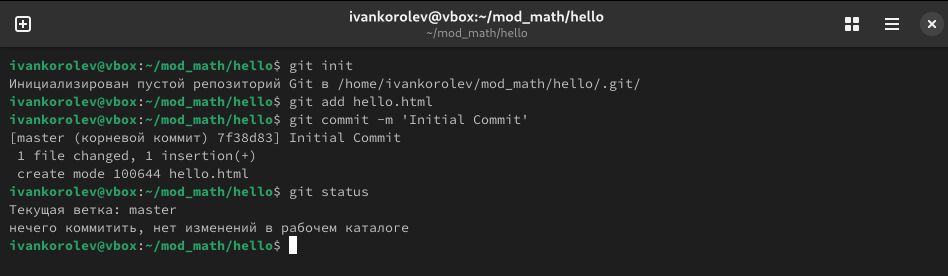 ivankorolev@vbox:~/mod_math/hello
~/mod_math/hello
ivankorolev@vbox:~/mod_math/hello$ git init
Инициализирован пустой репозиторий Git в /home/ivankorolev/mod_math/hello/.git/
ivankorolev@vbox:~/mod_math/hello$ git add hello.html
ivankorolev@vbox:~/mod_math/hello$ git commit -m 'Initial Commit'
[master (корневой коммит) 7f38d83] Initial Commit
 1 file changed, 1 insertion(+)
 create mode 100644 hello.html
ivankorolev@vbox:~/mod_math/hello$ git status
Текущая ветка: master
нечего коммитить, нет изменений в рабочем каталоге
ivankorolev@vbox:~/mod_math/hello$